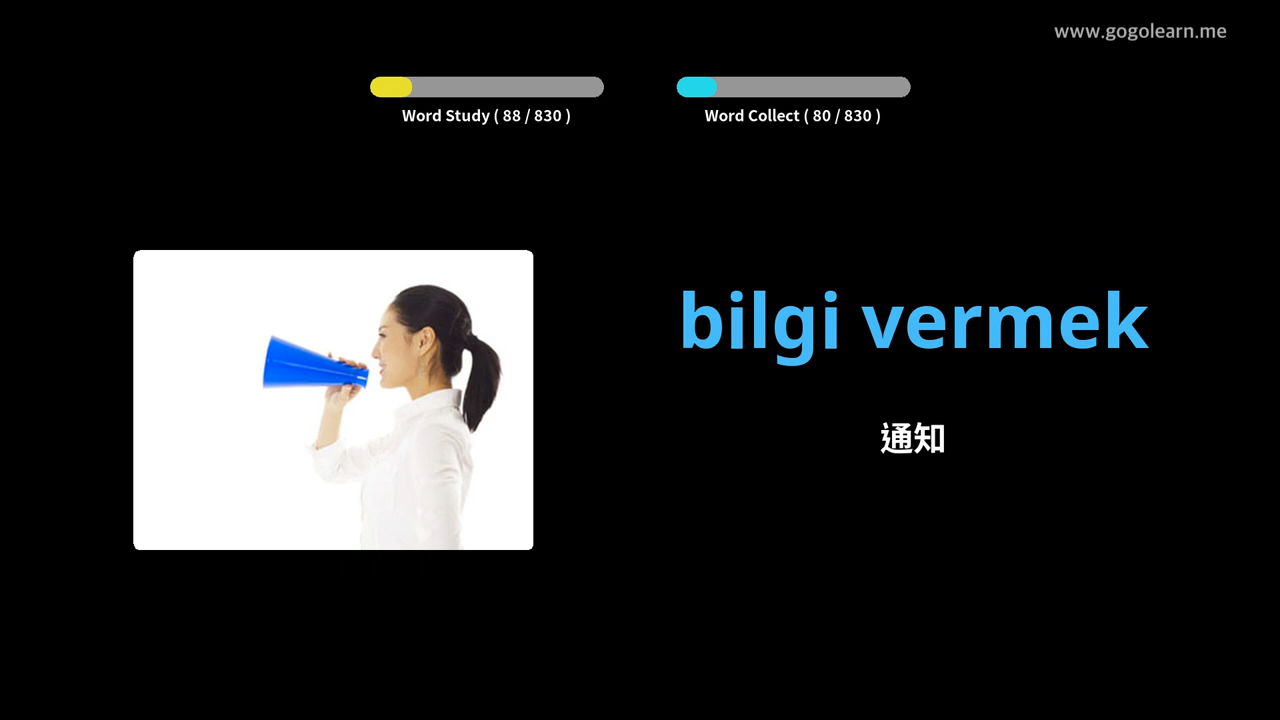 www.gogolearn.me
Word Study ( 88 / 830 )
Word Collect ( 80 / 830 )
bilgi vermek
通知